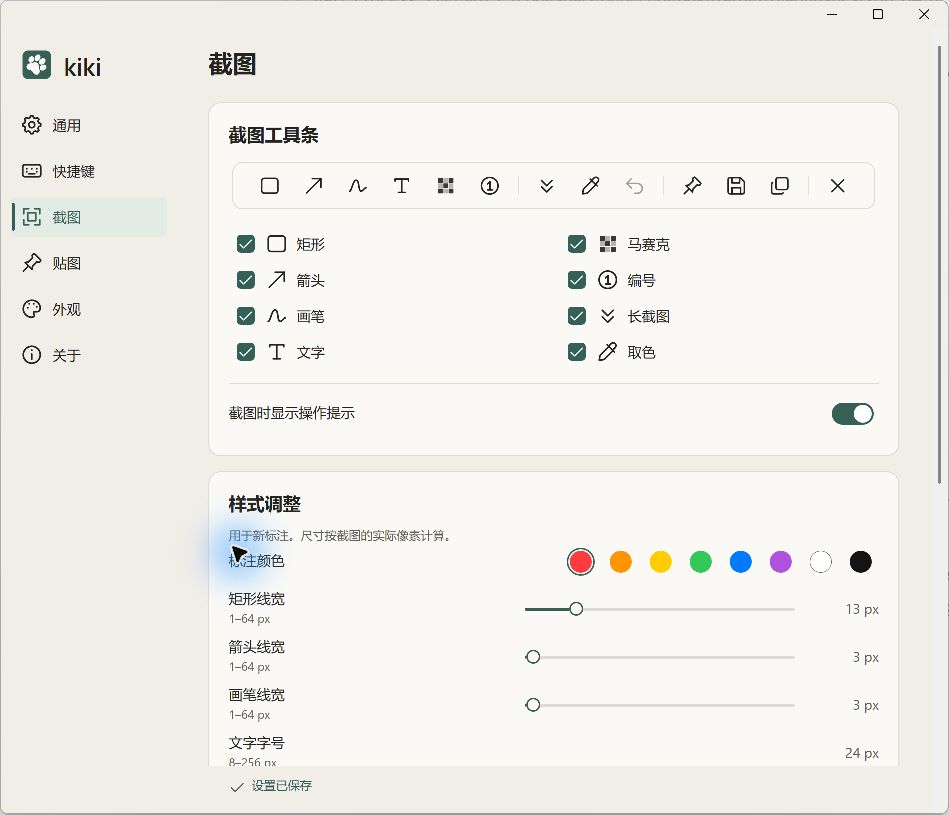 kiki
通用
快捷键
截图
贴图
外观
关于
截图
截图工具条
矩形
马赛克
箭头
编号
画笔
长截图
文字
取色
截图时显示操作提示
样式调整
用于新标注。尺寸按截图的实际像素计算。
标注颜色
矩形线宽
1–64 px
13 px
箭头线宽
1–64 px
3 px
画笔线宽
1–64 px
3 px
文字字号
8–256 px
24 px
设置已保存